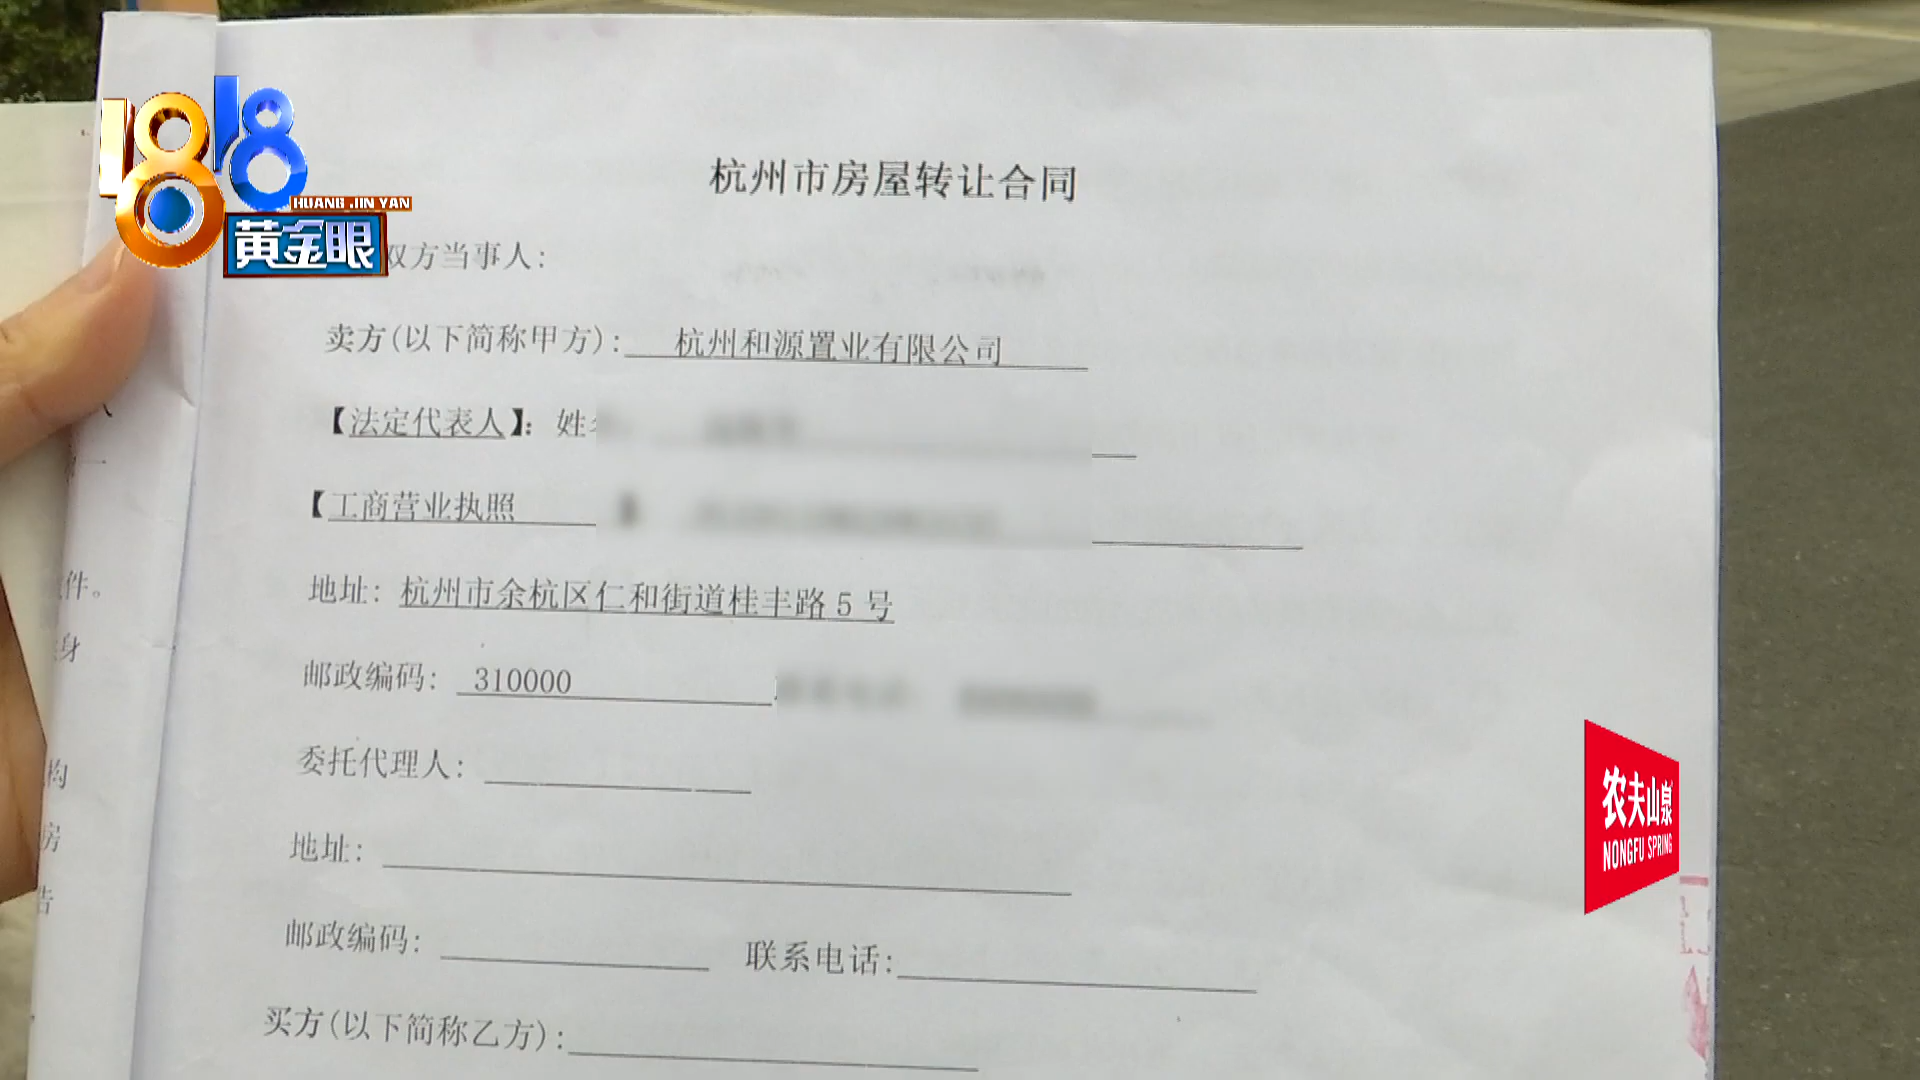 1818
HUANG JIN YAN
黄金眼
杭州市房屋转让合同
双方当事人:
卖方(以下简称甲方): 杭州和源置业有限公司
【法定代表人】: 姓
【工商营业执照
地址: 杭州市余杭区仁和街道桂丰路 5 号
邮政编码: 310000
委托代理人:
地址:
邮政编码: 联系电话:
买方(以下简称乙方):
件。
身
构
房
告
农夫山泉
NONGFU SPRING